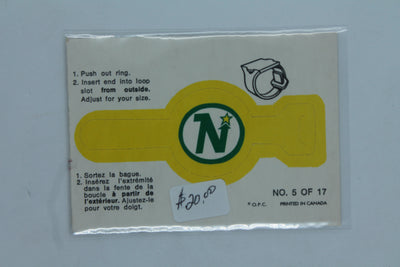 1. Push out ring.
2. Insert end into loop
slot from outside.
Adjust for your size.
N
1. Sortez la bague.
2. Insérez l'extrémité
dans la fente de la
boucle à partir de
l'extérieur. Ajustez-le
pour votre doigt.
$20.00
NO. 5 OF 17
© O.P.C. PRINTED IN CANADA